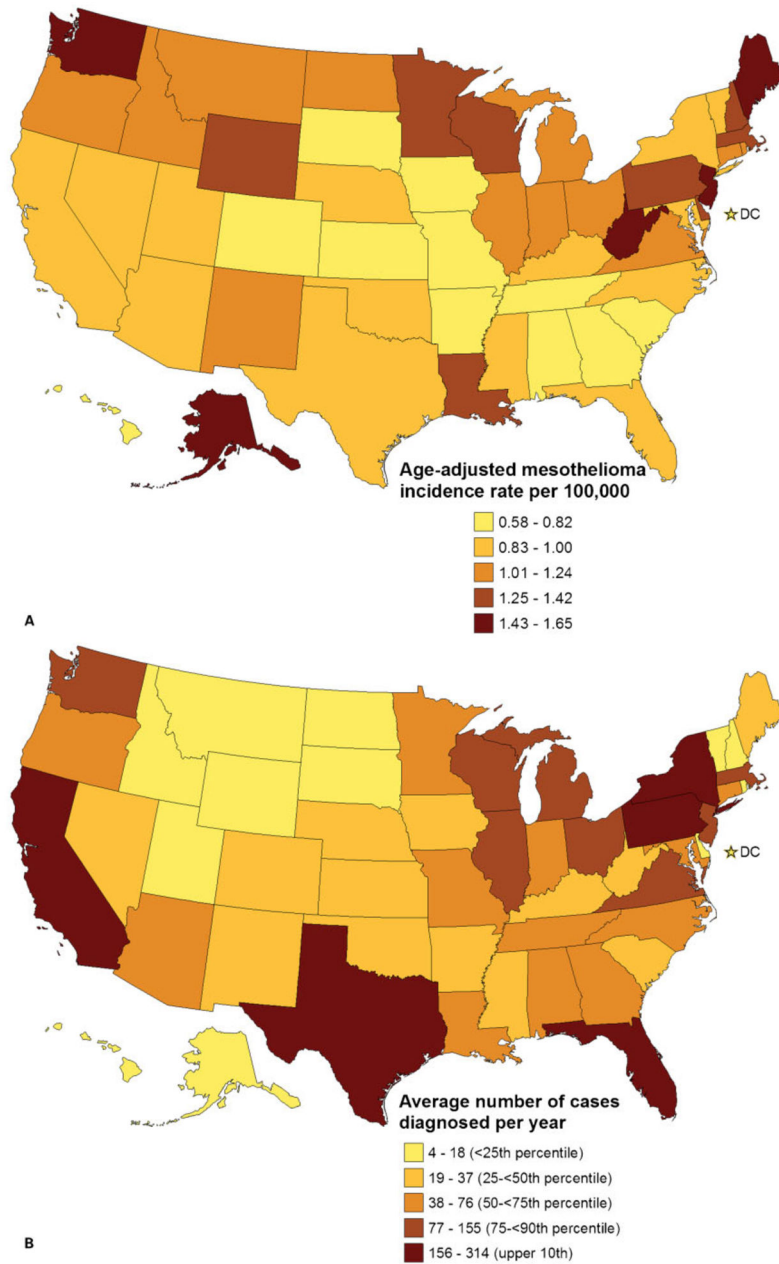 DC
Age-adjusted mesothelioma
incidence rate per 100,000
0.58 - 0.82
0.83 - 1.00
1.01 - 1.24
1.25 - 1.42
1.43 - 1.65
A
DC
Average number of cases
diagnosed per year
4 - 18 (<25th percentile)
19 - 37 (25-<50th percentile)
38 - 76 (50-<75th percentile)
77 - 155 (75-<90th percentile)
156 - 314 (upper 10th)
B